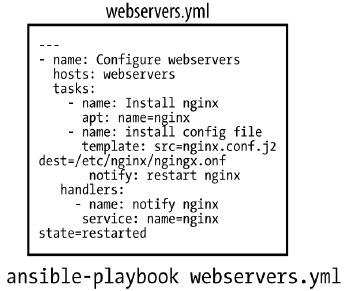 webservers.yml
---
- name: Configure webservers
hosts: webservers
tasks:
- name: Install nginx
apt: name=nginx
- name: install config file
template: src=nginx.conf.j2
dest=/etc/nginx/ngingx.onf
notify: restart nginx
handlers:
- name: notify nginx
service: name=nginx
state=restarted
ansible-playbook webservers.yml